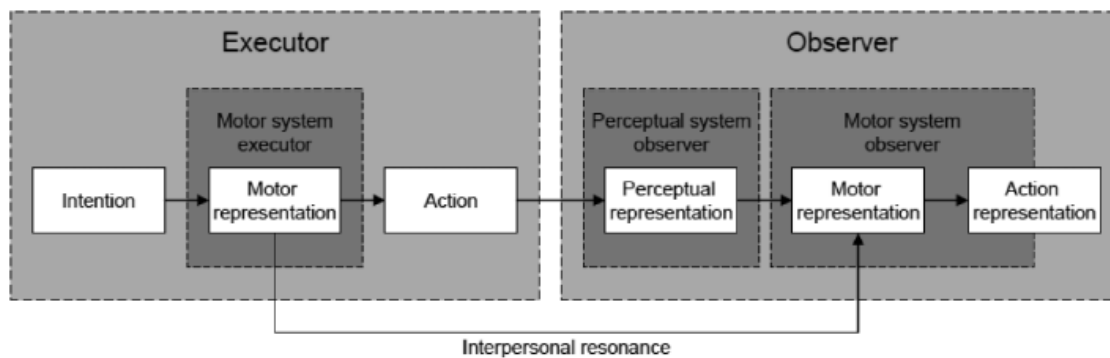 Executor
Observer
Motor system
executor
Perceptual system
observer
Motor system
observer
Intention
Motor
representation
Action
Perceptual
representation
Motor
representation
Action
representation
Interpersonal resonance